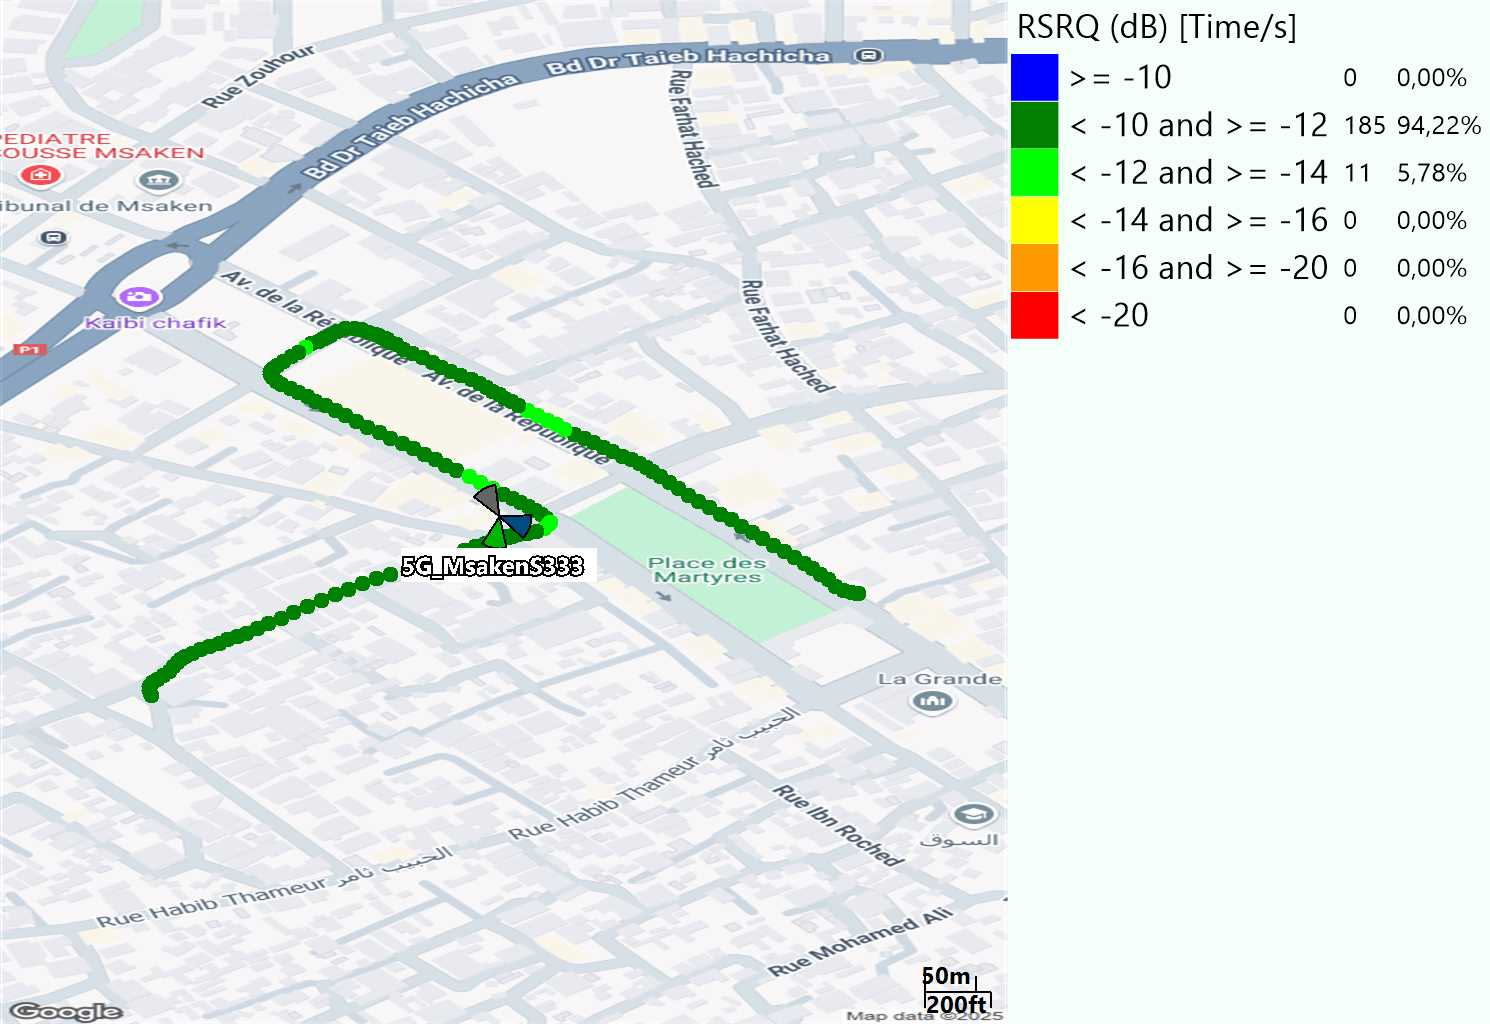 RSRQ (dB) [Time/s]
>= -10 0 0,00%
< -10 and >= -12 185 94,22%
< -12 and >= -14 11 5,78%
< -14 and >= -16 0 0,00%
< -16 and >= -20 0 0,00%
< -20 0 0,00%
Rue Zouhour
Bd Dr Taieb Hachicha
Bd Dr Taieb Hachicha
Rue Farhat Hached
PEDIATRE
OUSSE MSAKEN
ibunal de Msaken
Av. de la
Kaibi chafik
P1
Rue Farhat Hached
Av. de la République
5G_MsakenS333
Place des
Martyres
La Grande
Rue Habib Thameur الحبيب ثامر
Rue Ibn Roched
السوق
Rue Habib Thameur الحبيب ثامر
Rue Mohamed Ali
50m
200ft
Google
Map data ©2025